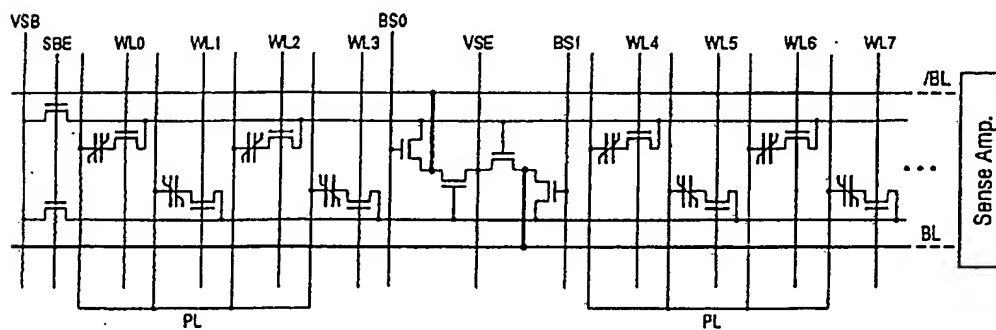 VSB
SBE
WL0
WL1
WL2
WL3
BS0
VSE
BS1
WL4
WL5
WL6
WL7
/BL
Sense Amp.
BL
PL
PL